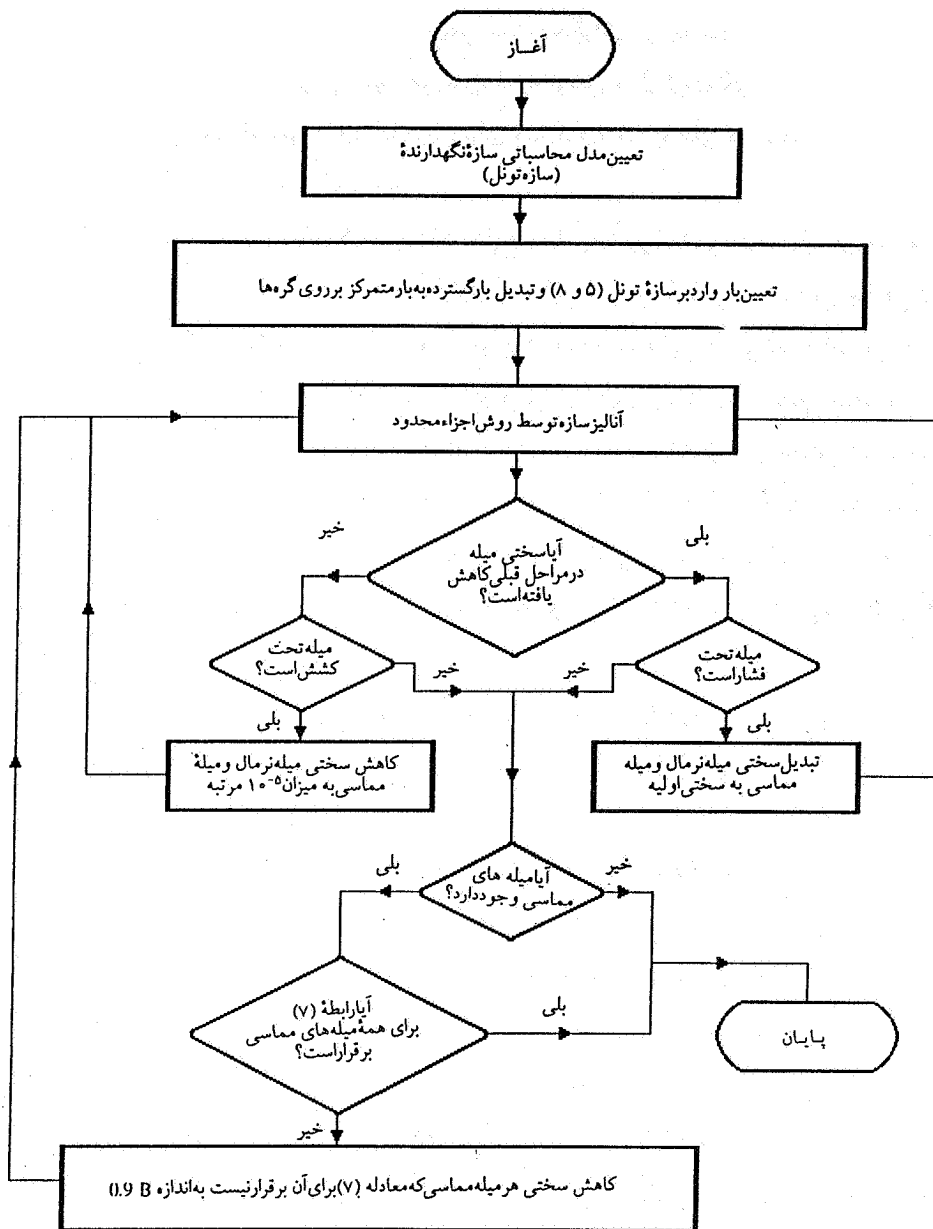 آغاز
تعیین مدل محاسباتی سازهٔ نگهدارندهٔ
(سازه تونل)
تعیین بار وارد بر سازهٔ تونل (۵ و ۸) و تبدیل بار گسترده به بار متمرکز بر روی گره‌ها
آنالیز سازه توسط روش اجزاء محدود
خیر
بلی
آیا سختی میله
در مراحل قبلی کاهش
یافته است؟
میله تحت
فشار است؟
میله تحت
کشش است؟
خیر
خیر
بلی
بلی
تبدیل سختی میله نرمال و میله
مماسی به سختی اولیه
کاهش سختی میله نرمال و میلهٔ
مماسی به میزان ۱۰⁻⁵ مرتبه
خیر
بلی
آیا میله های
مماسی وجود دارد؟
آیا رابطهٔ (۷)
برای همهٔ میله‌های مماسی
برقرار است؟
بلی
پایان
خیر
کاهش سختی هر میله مماسی که معادله (۷) برای آن برقرار نیست به اندازه 0.9 B